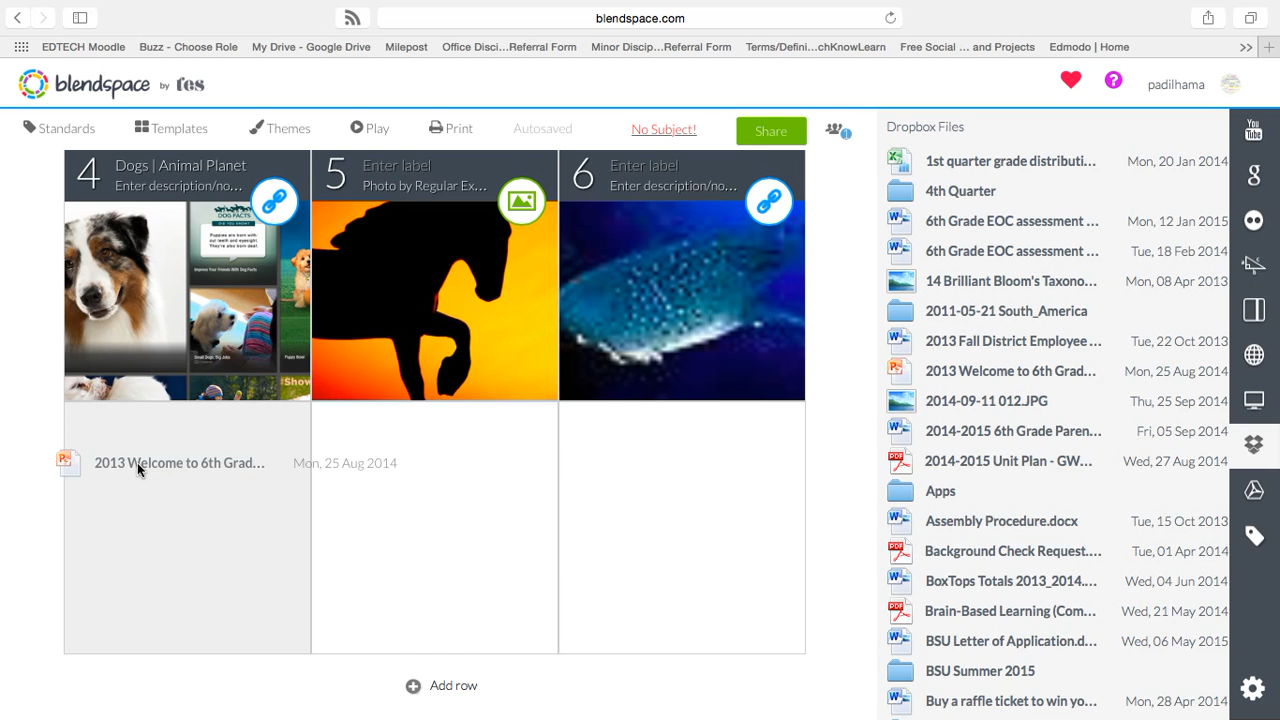 blendspace.com
EDTECH Moodle
Buzz - Choose Role
My Drive - Google Drive
Milepost
Office Disci...Referral Form
Minor Discip...Referral Form
Terms/Defini...chKnowLearn
Free Social ... and Projects
Edmodo | Home
>>
+
blendspace by tes
?
padilhama
Standards
Templates
Themes
Play
Print
Autosaved
No Subject!
Share
1
4
Dogs | Animal Planet
Enter description/no...
DOG FACTS
5
Enter label
Photo by Regular Ex...
6
Enter label
Enter description/no...
2013 Welcome to 6th Grad... Mon, 25 Aug 2014
Add row
Dropbox Files
1st quarter grade distributi... Mon, 20 Jan 2014
4th Quarter
6th Grade EOC assessment ... Mon, 12 Jan 2015
6th Grade EOC assessment ... Tue, 18 Feb 2014
14 Brilliant Bloom's Taxono... Mon, 08 Apr 2013
2011-05-21 South_America
2013 Fall District Employee ... Tue, 22 Oct 2013
2013 Welcome to 6th Grad... Mon, 25 Aug 2014
2014-09-11 012.JPG Thu, 25 Sep 2014
2014-2015 6th Grade Paren... Fri, 05 Sep 2014
2014-2015 Unit Plan - GW... Wed, 27 Aug 2014
Apps
Assembly Procedure.docx Tue, 15 Oct 2013
Background Check Request.... Tue, 01 Apr 2014
BoxTops Totals 2013_2014.... Wed, 04 Jun 2014
Brain-Based Learning (Com... Wed, 21 May 2014
BSU Letter of Application.d... Wed, 06 May 2015
BSU Summer 2015
Buy a raffle ticket to win yo... Mon, 28 Apr 2014
You Tube
g